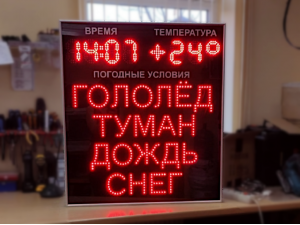 ВРЕМЯ ТЕМПЕРАТУРА
14:07 +24°
ПОГОДНЫЕ УСЛОВИЯ
ГОЛОЛЁД
ТУМАН
ДОЖДЬ
СНЕГ